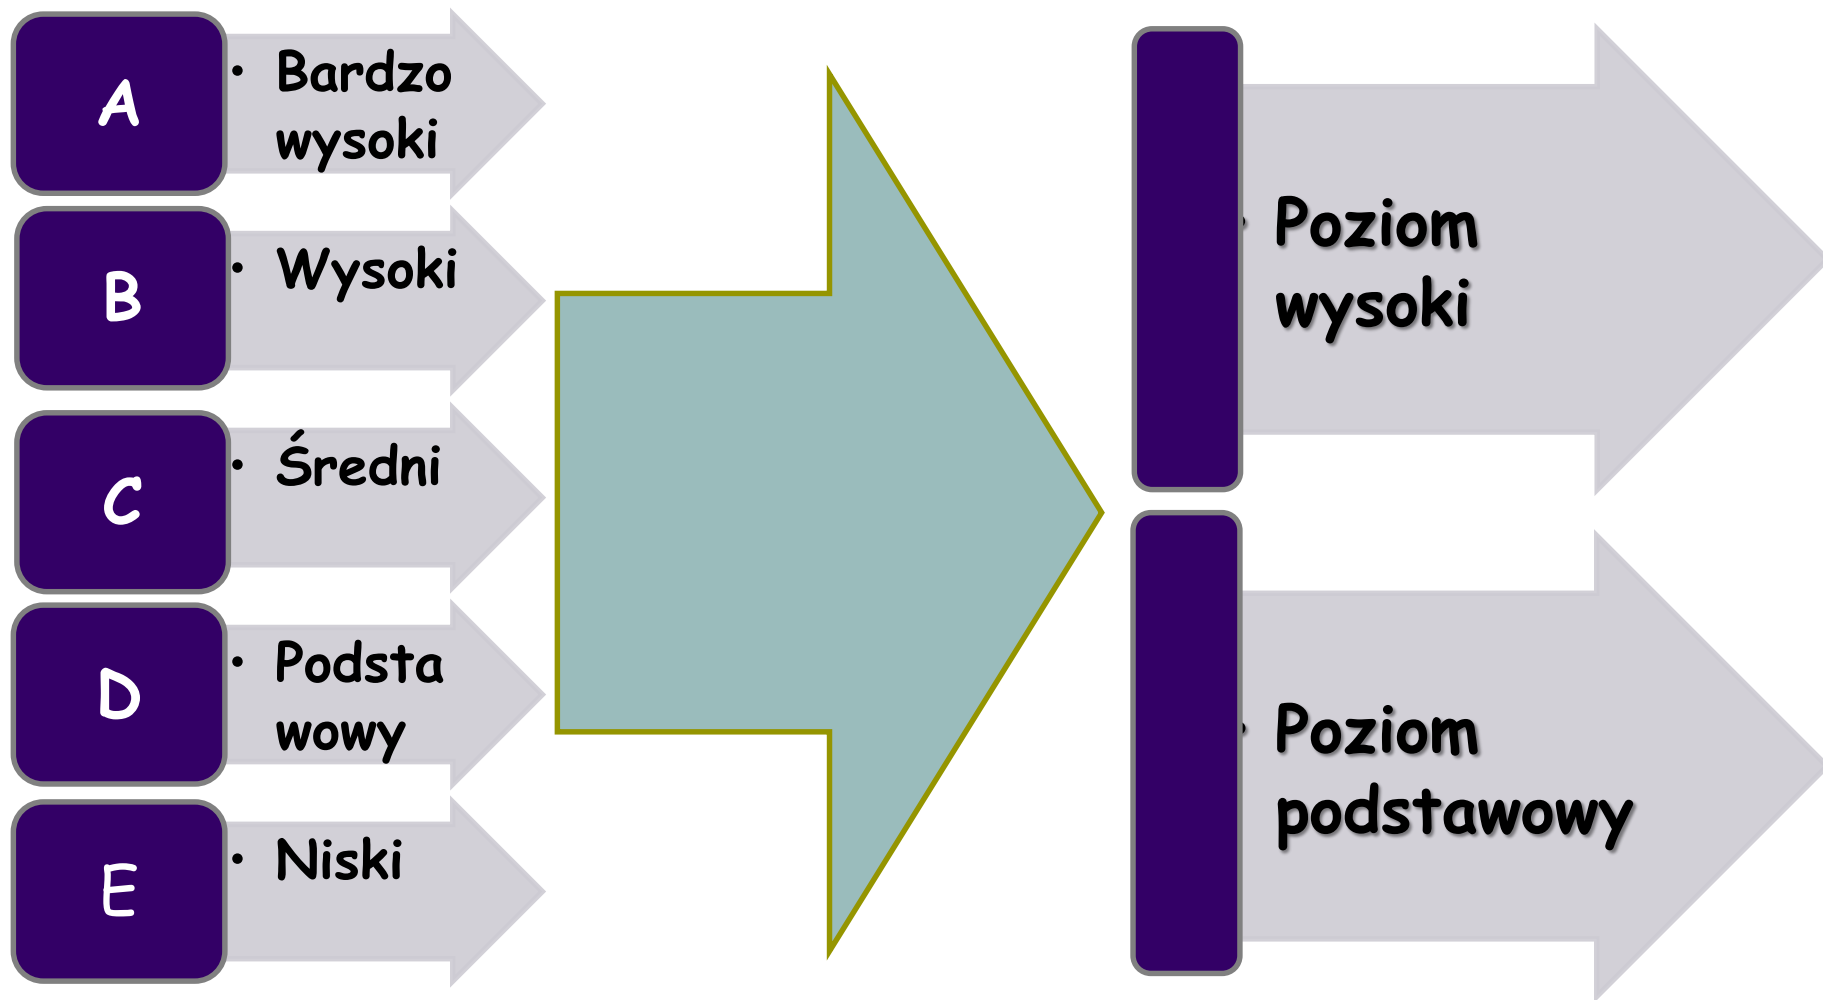 A
• Bardzo
wysoki
B
• Wysoki
C
• Średni
D
• Podsta
wowy
E
• Niski
• Poziom
wysoki
• Poziom
podstawowy